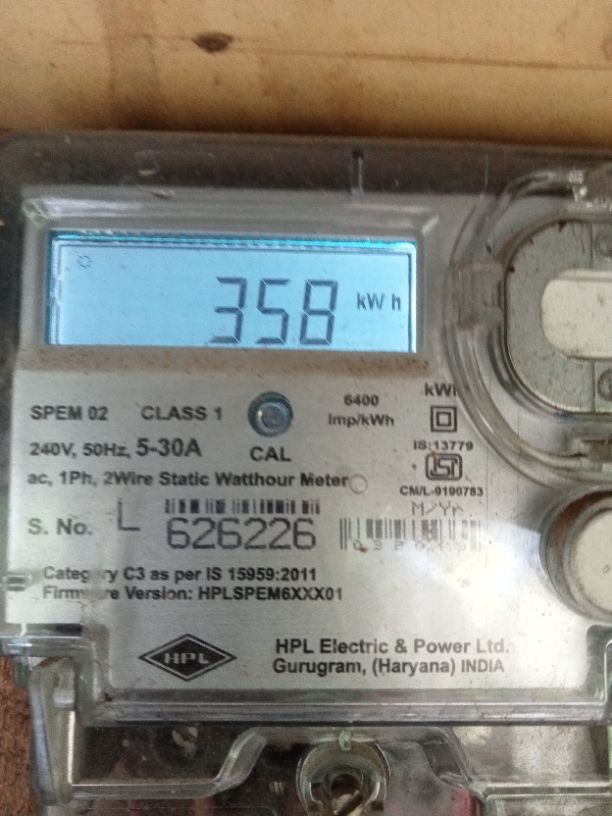 358 kW h
SPEM 02 CLASS 1
6400 imp/kWh
240V, 50Hz, 5-30A
CAL
IS:13779
ac, 1Ph, 2Wire Static Watthour Meter
CM/L-9190783
M/YR
S. No. L 626226
Category C3 as per IS 15959:2011
Firmware Version: HPLSPEM6XXX01
HPL
HPL Electric & Power Ltd.
Gurugram, (Haryana) INDIA